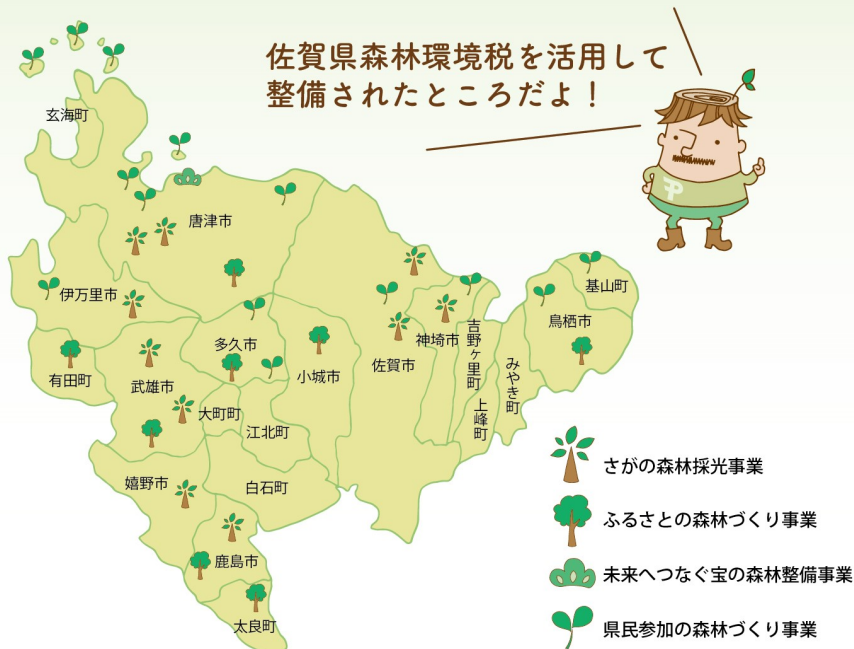 佐賀県森林環境税を活用して
整備されたところだよ！
玄海町
唐津市
伊万里市
有田町
武雄市
多久市
小城市
佐賀市
神埼市
吉野ヶ里町
上峰町
みやき町
鳥栖市
基山町
大町町
江北町
白石町
嬉野市
鹿島市
太良町
さがの森林採光事業
ふるさとの森林づくり事業
未来へつなぐ宝の森林整備事業
県民参加の森林づくり事業